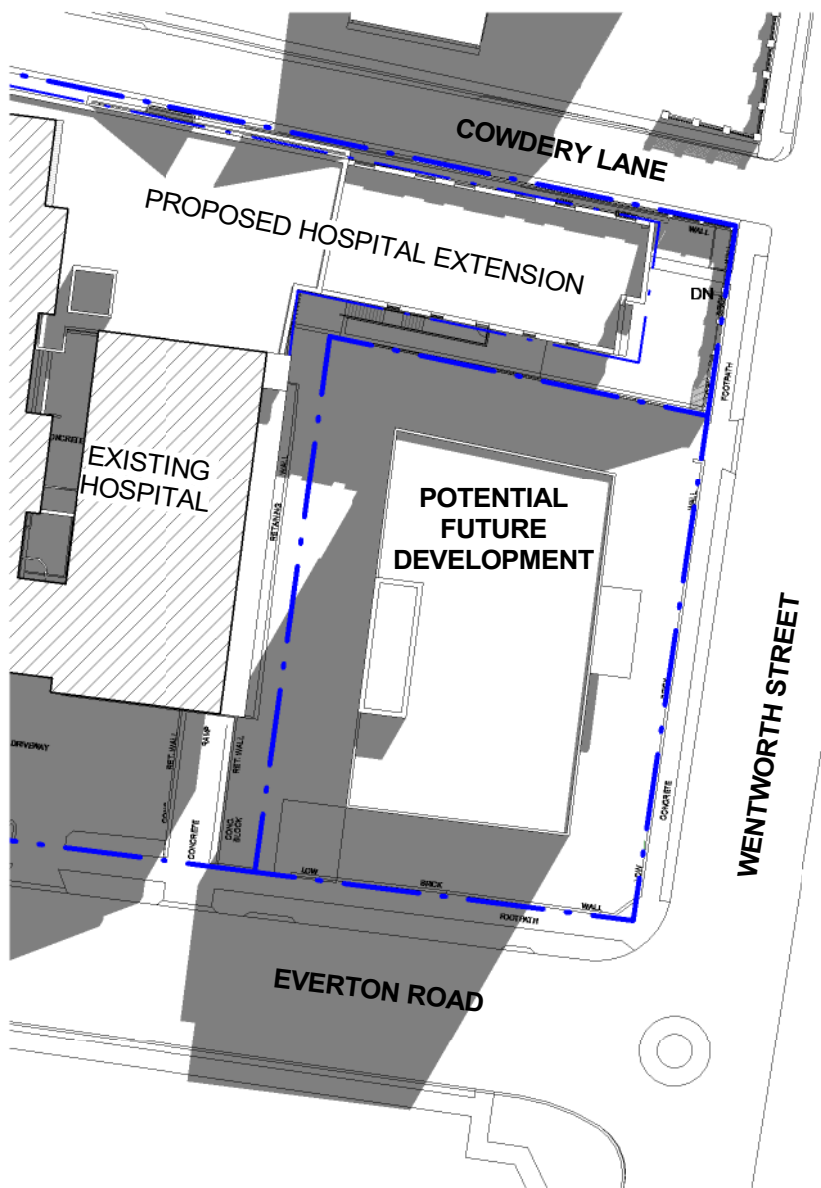 COWDERY LANE
PROPOSED HOSPITAL EXTENSION
WALL
DN
FOOTPATH
EXISTING
HOSPITAL
WALL
RETAINING
POTENTIAL
FUTURE
DEVELOPMENT
WALL
WENTWORTH STREET
DRIVEWAY
RET. WALL
RAMP
RET. WALL
CONCRETE
CONC.
BLOCK
CONCRETE
LOW
BRICK
WALL
FOOTPATH
EVERTON ROAD